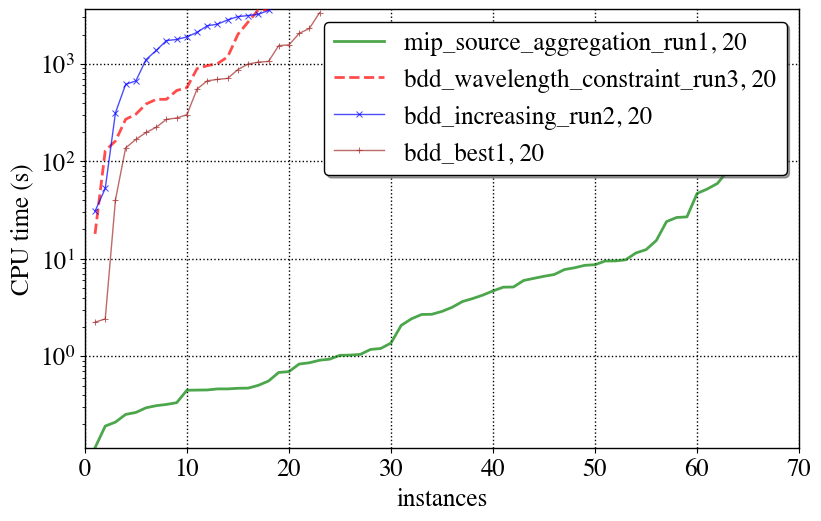 10³
10²
10¹
10⁰
CPU time (s)
mip_source_aggregation_run1, 20
bdd_wavelength_constraint_run3, 20
bdd_increasing_run2, 20
bdd_best1, 20
0 10 20 30 40 50 60 70
instances